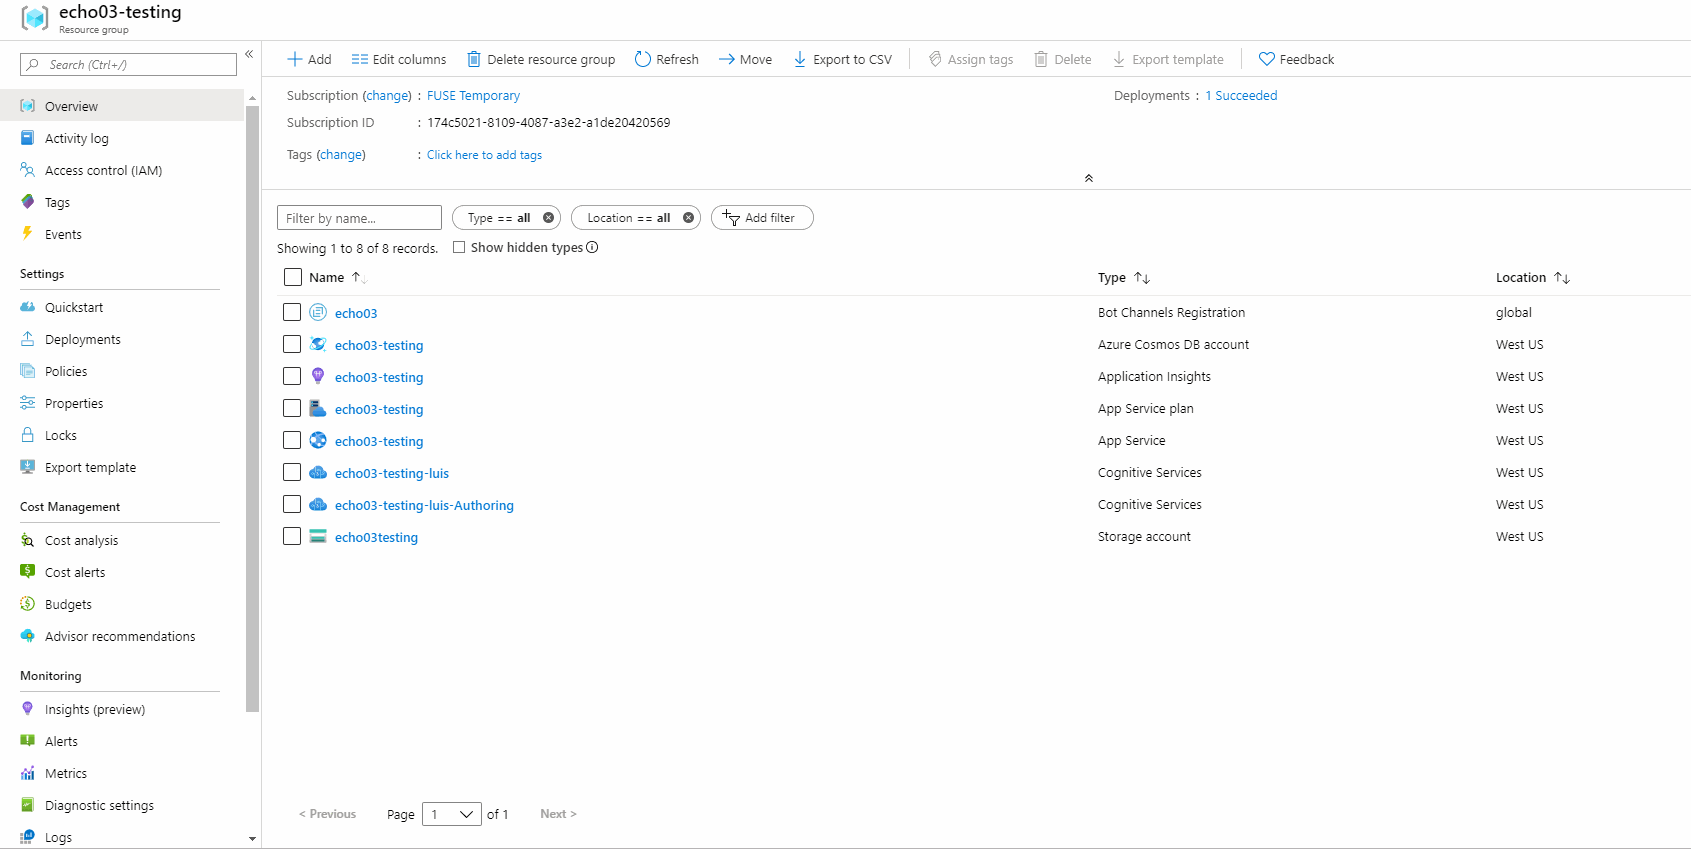 echo03-testing
Resource group
Search (Ctrl+/)
«
Overview
Activity log
Access control (IAM)
Tags
Events
Settings
Quickstart
Deployments
Policies
Properties
Locks
Export template
Cost Management
Cost analysis
Cost alerts
Budgets
Advisor recommendations
Monitoring
Insights (preview)
Alerts
Metrics
Diagnostic settings
Logs
Add Edit columns Delete resource group Refresh Move Export to CSV Assign tags Delete Export template Feedback
Subscription (change) : FUSE Temporary Deployments : 1 Succeeded
Subscription ID : 174c5021-8109-4087-a3e2-a1de20420569
Tags (change) : Click here to add tags
Filter by name... Type == all Location == all Add filter
Showing 1 to 8 of 8 records. Show hidden types
Name Type Location
echo03 Bot Channels Registration global
echo03-testing Azure Cosmos DB account West US
echo03-testing Application Insights West US
echo03-testing App Service plan West US
echo03-testing App Service West US
echo03-testing-luis Cognitive Services West US
echo03-testing-luis-Authoring Cognitive Services West US
echo03testing Storage account West US
< Previous Page 1 of 1 Next >